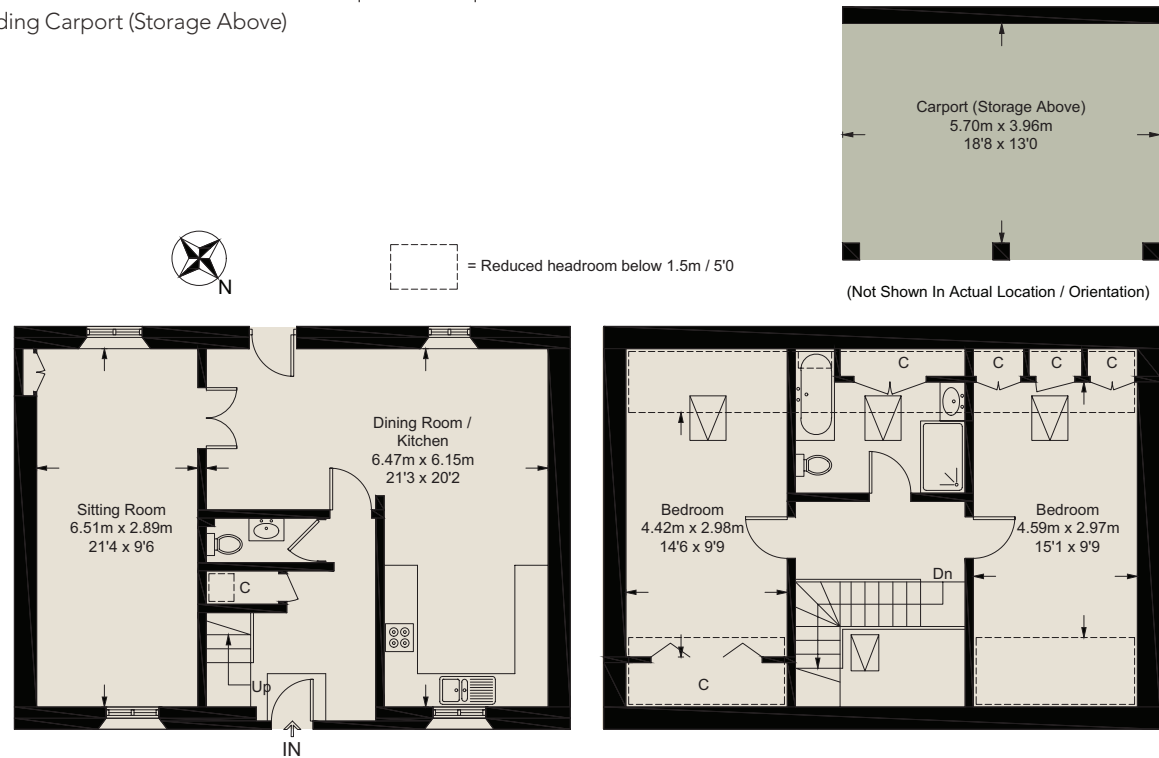 ding Carport (Storage Above)
Carport (Storage Above)
5.70m x 3.96m
18'8 x 13'0
N
= Reduced headroom below 1.5m / 5'0
(Not Shown In Actual Location / Orientation)
Dining Room /
Kitchen
6.47m x 6.15m
21'3 x 20'2
Sitting Room
6.51m x 2.89m
21'4 x 9'6
C
Up
IN
C
C
C
C
Bedroom
4.42m x 2.98m
14'6 x 9'9
Bedroom
4.59m x 2.97m
15'1 x 9'9
Dn
C